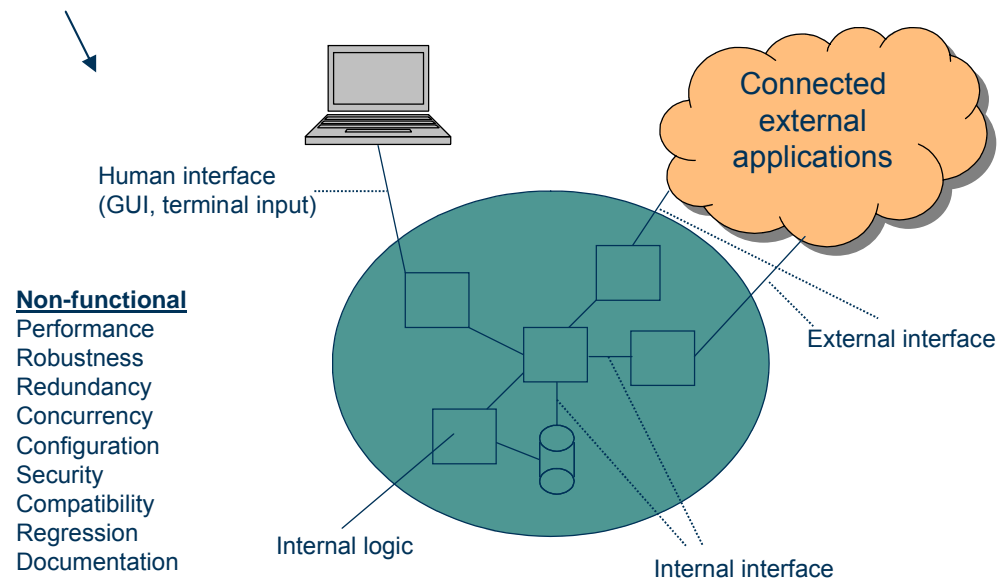 Connected
external
applications
Human interface
(GUI, terminal input)
Non-functional
Performance
Robustness
Redundancy
Concurrency
Configuration
Security
Compatibility
Regression
Documentation
External interface
Internal logic
Internal interface